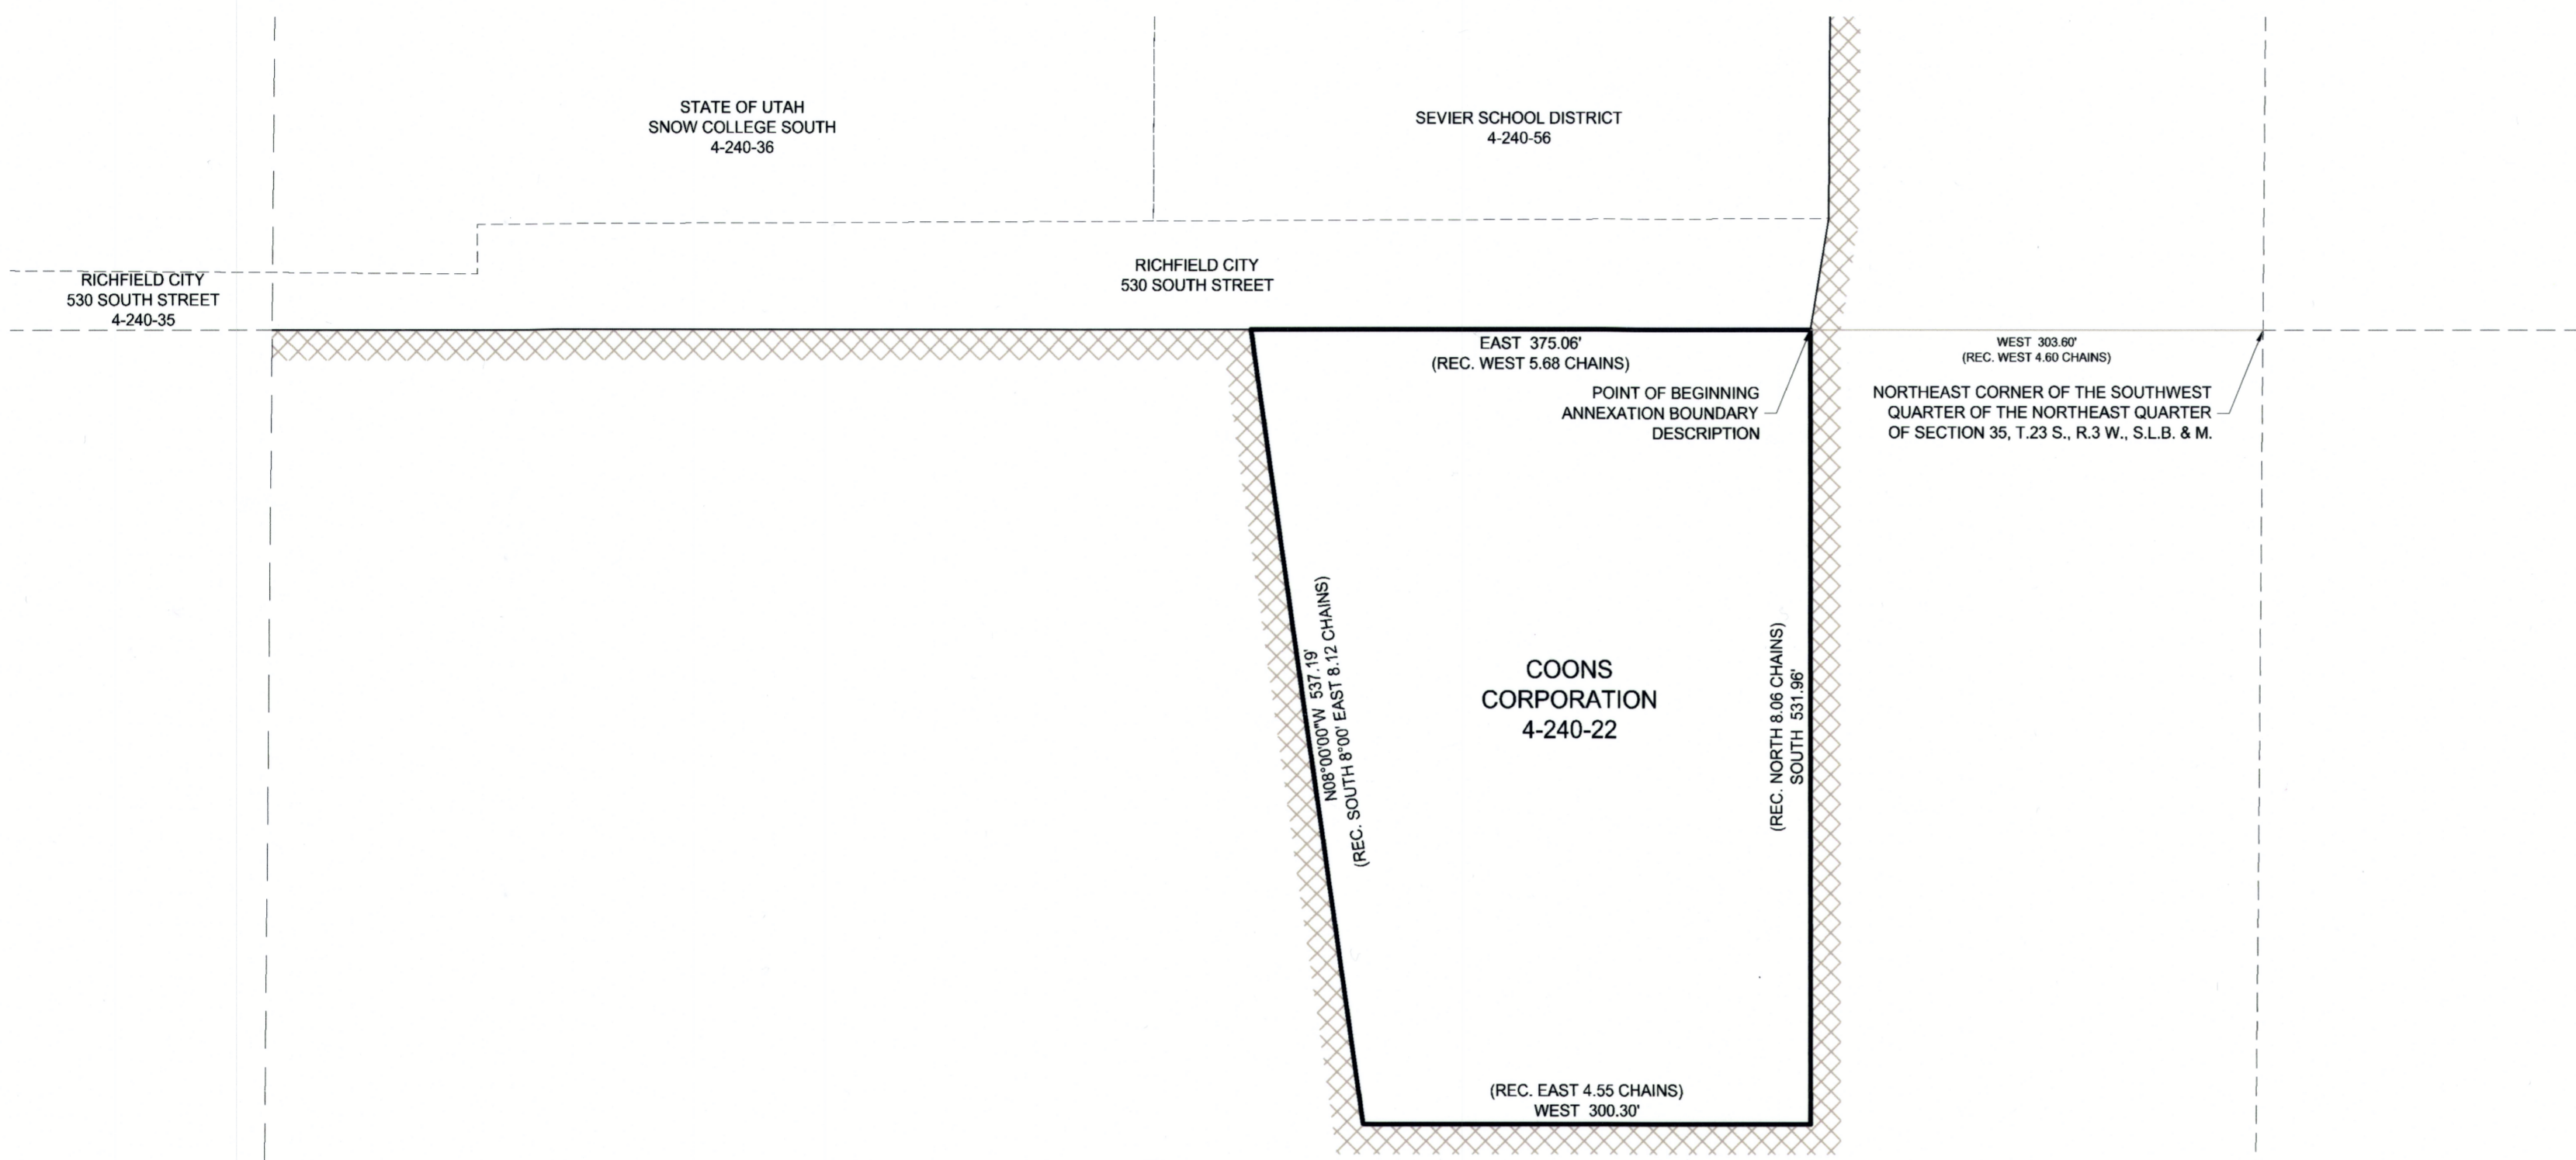 STATE OF UTAH
SNOW COLLEGE SOUTH
4-240-36
SEVIER SCHOOL DISTRICT
4-240-56
RICHFIELD CITY
530 SOUTH STREET
4-240-35
RICHFIELD CITY
530 SOUTH STREET
EAST 375.06'
(REC. WEST 5.68 CHAINS)
WEST 303.60'
(REC. WEST 4.60 CHAINS)
POINT OF BEGINNING
ANNEXATION BOUNDARY
DESCRIPTION
NORTHEAST CORNER OF THE SOUTHWEST
QUARTER OF THE NORTHEAST QUARTER
OF SECTION 35, T.23 S., R.3 W., S.L.B. & M.
N08°00'00"W 537.19'
(REC. SOUTH 8°00' EAST 8.12 CHAINS)
COONS
CORPORATION
4-240-22
(REC. NORTH 8.06 CHAINS)
SOUTH 531.96'
(REC. EAST 4.55 CHAINS)
WEST 300.30'